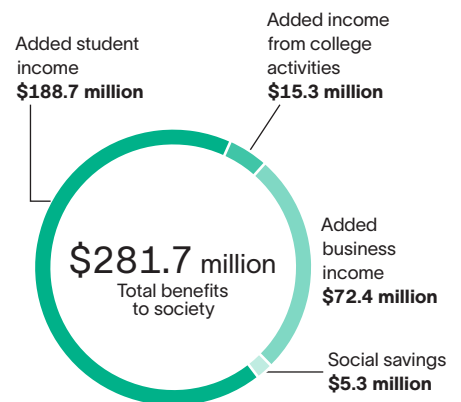 Added student
income
$188.7 million
Added income
from college
activities
$15.3 million
$281.7 million
Total benefits
to society
Added
business
income
$72.4 million
Social savings
$5.3 million